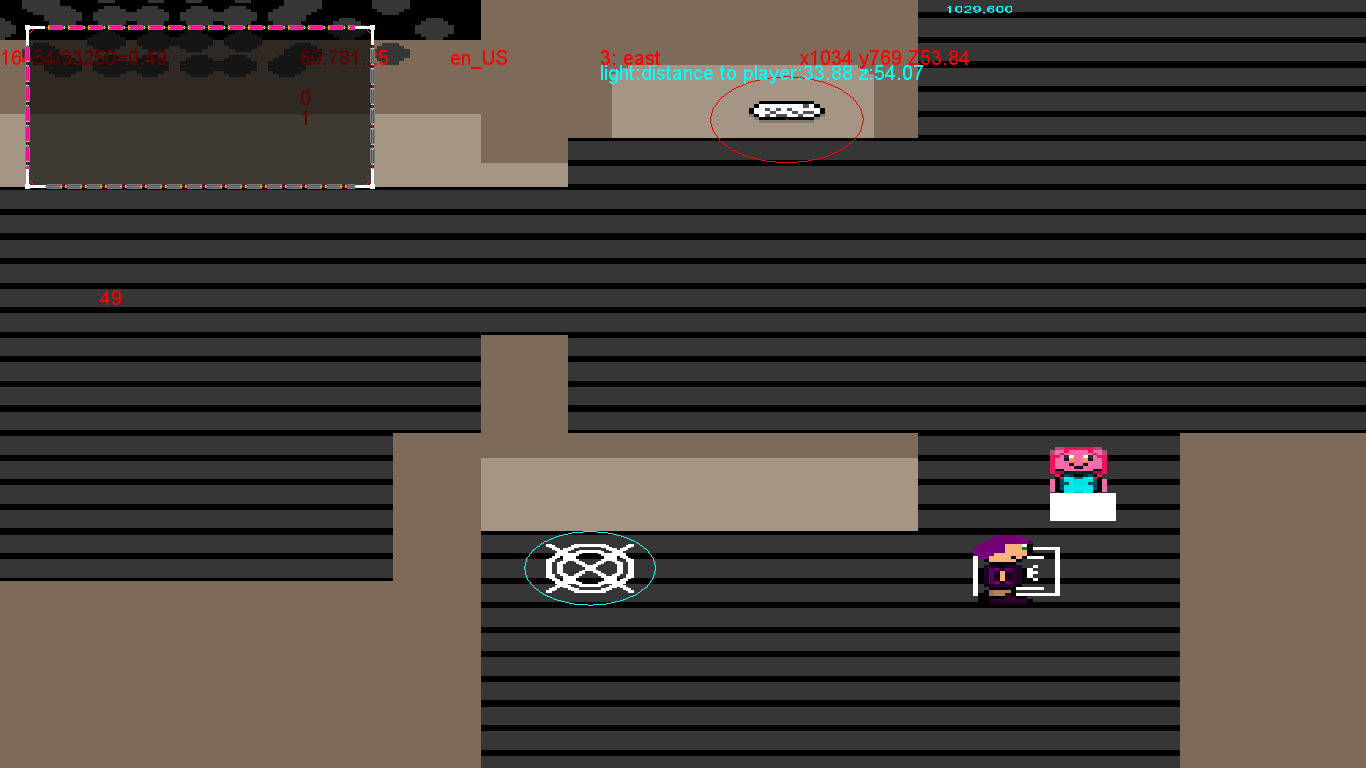 1029.600
en_US
3; east
x1034 y769 753.84
light:distance to player:33.88 z:54.07
0
1
49